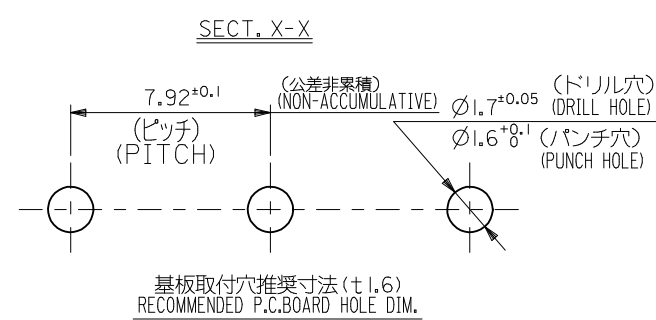 SECT. X-X
7.92±0.1
(ピッチ)
(PITCH)
(公差非累積)
(NON-ACCUMULATIVE)
∅1.7±0.05 (ドリル穴)
(DRILL HOLE)
∅1.6+0.1 0 (パンチ穴)
(PUNCH HOLE)
基板取付穴推奨寸法(t1.6)
RECOMMENDED P.C.BOARD HOLE DIM.